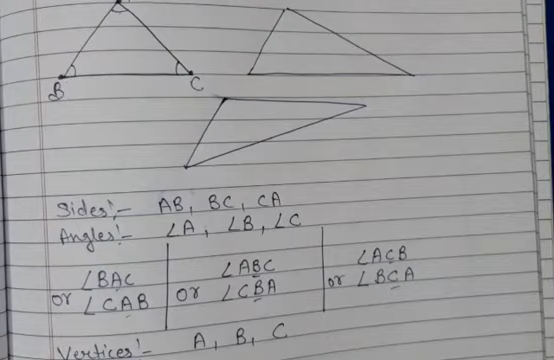 B C
Sides:- AB, BC, CA
Angles:- ∠A, ∠B, ∠C
∠BAC ∠ABC ∠ACB
or ∠CAB or ∠CBA or ∠BCA
Vertices:- A, B, C